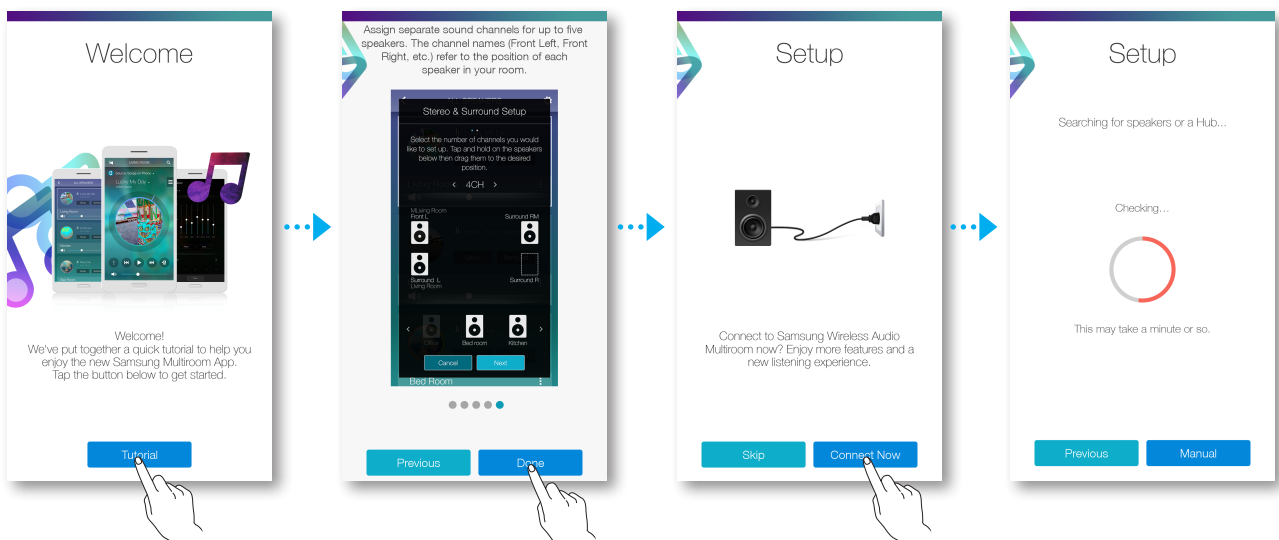 Welcome
Welcome!
We've put together a quick tutorial to help you
enjoy the new Samsung Multiroom App.
Tap the button below to get started.
Tutorial
Assign separate sound channels for up to five
speakers. The channel names (Front Left, Front
Right, etc.) refer to the position of each
speaker in your room.
Stereo & Surround Setup
Select the number of channels you would
like to set up. Tap and hold on the speakers
below then drag them to the desired
position.
< 4CH >
Living Room
Front L
Surround RM
Surround L
Living Room
Surround R
< Office Bed room Kitchen >
Cancel Next
Bed Room
Previous Done
Setup
Connect to Samsung Wireless Audio
Multiroom now? Enjoy more features and a
new listening experience.
Skip Connect Now
Setup
Searching for speakers or a Hub...
Checking...
This may take a minute or so.
Previous Manual